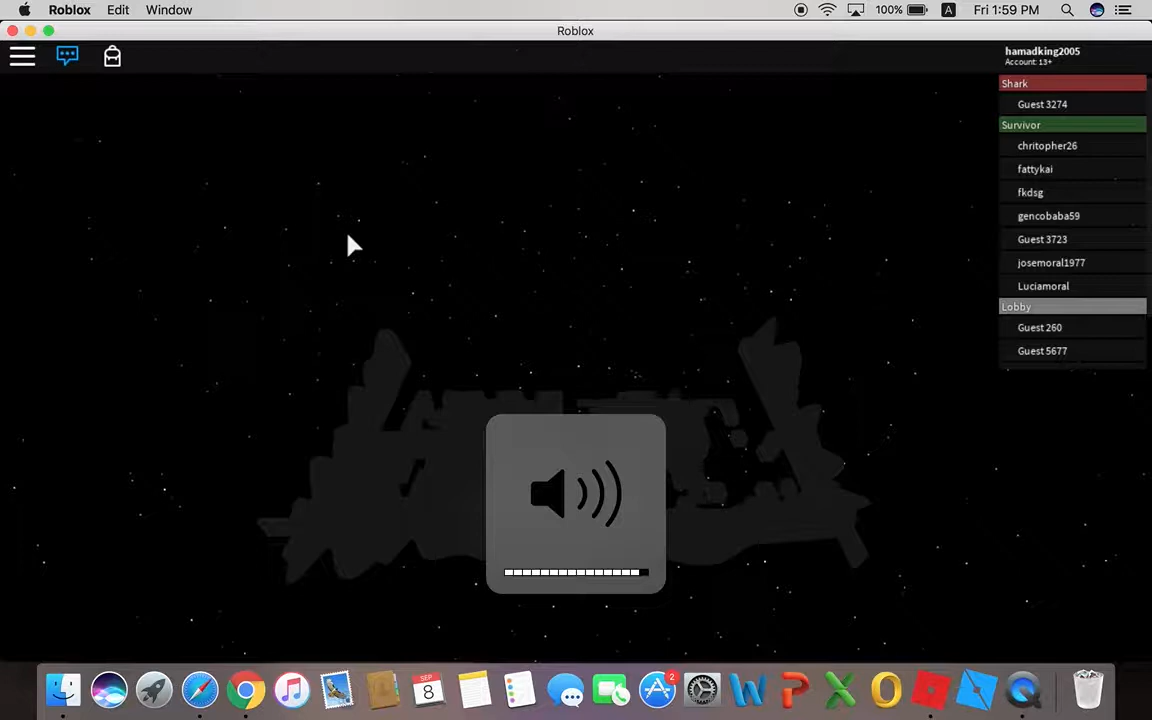 Roblox Edit Window 100% A Fri 1:59 PM
Roblox
hamadking2005
Account: 13+
Shark
Guest 3274
Survivor
chritopher26
fattykai
fkdsg
gencobaba59
Guest 3723
josemoral1977
Luciamoral
Lobby
Guest 260
Guest 5677
SEP
8
2